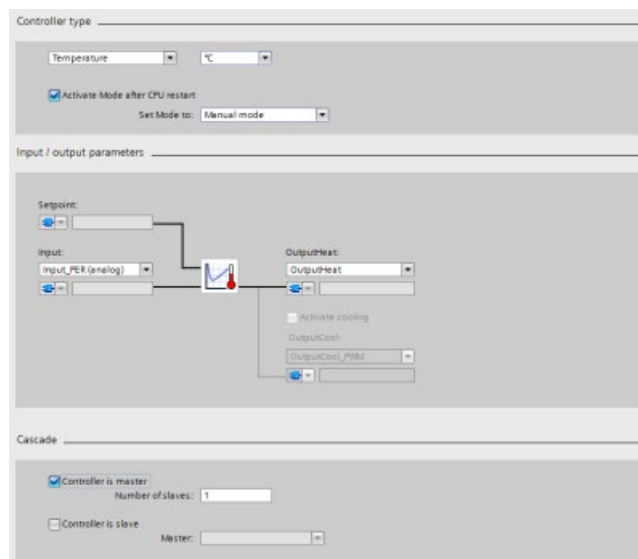 Controller type
Temperature °C
Activate Mode after CPU restart
Set Mode to: Manual mode
Input / output parameters
Setpoint:
Input: OutputHeat:
Input_PER (analog) OutputHeat
Activate cooling
OutputCool:
OutputCool_PWM
Cascade
Controller is master
Number of slaves: 1
Controller is slave
Master: